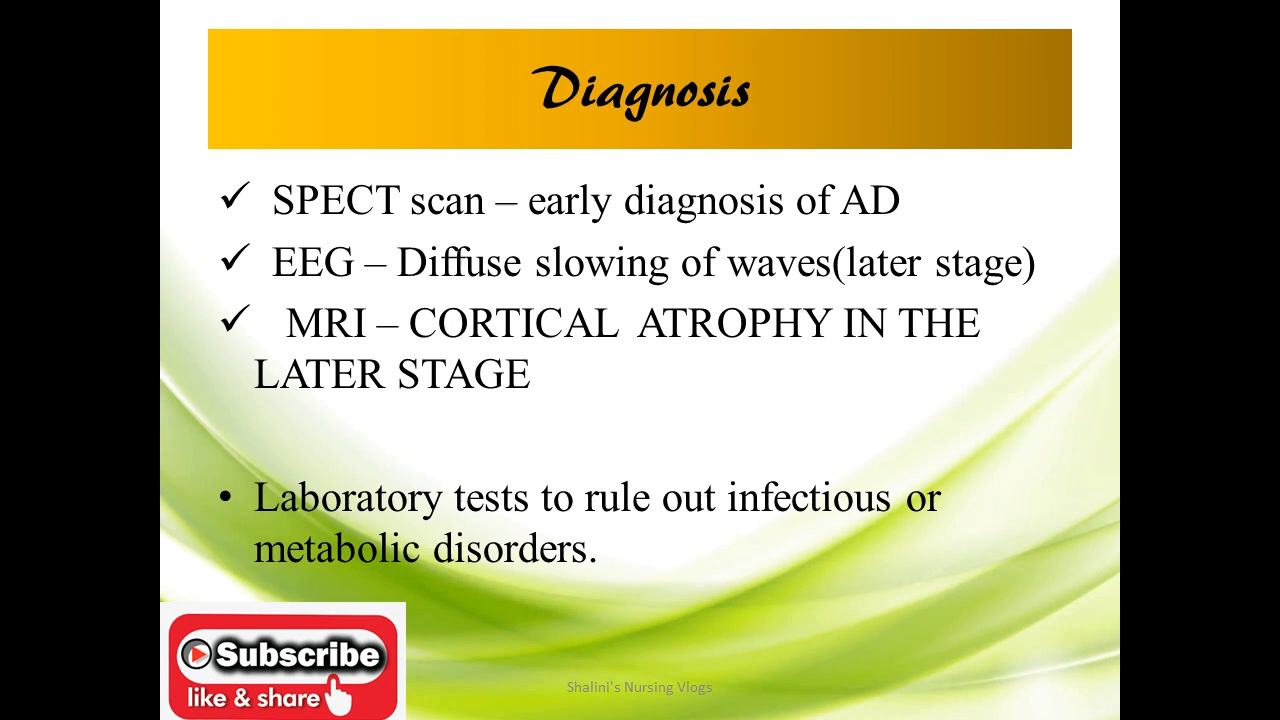 Diagnosis
✓ SPECT scan – early diagnosis of AD
✓ EEG – Diffuse slowing of waves(later stage)
✓ MRI – CORTICAL ATROPHY IN THE
LATER STAGE
• Laboratory tests to rule out infectious or
metabolic disorders.
Subscribe
like & share
Shalini's Nursing Vlogs